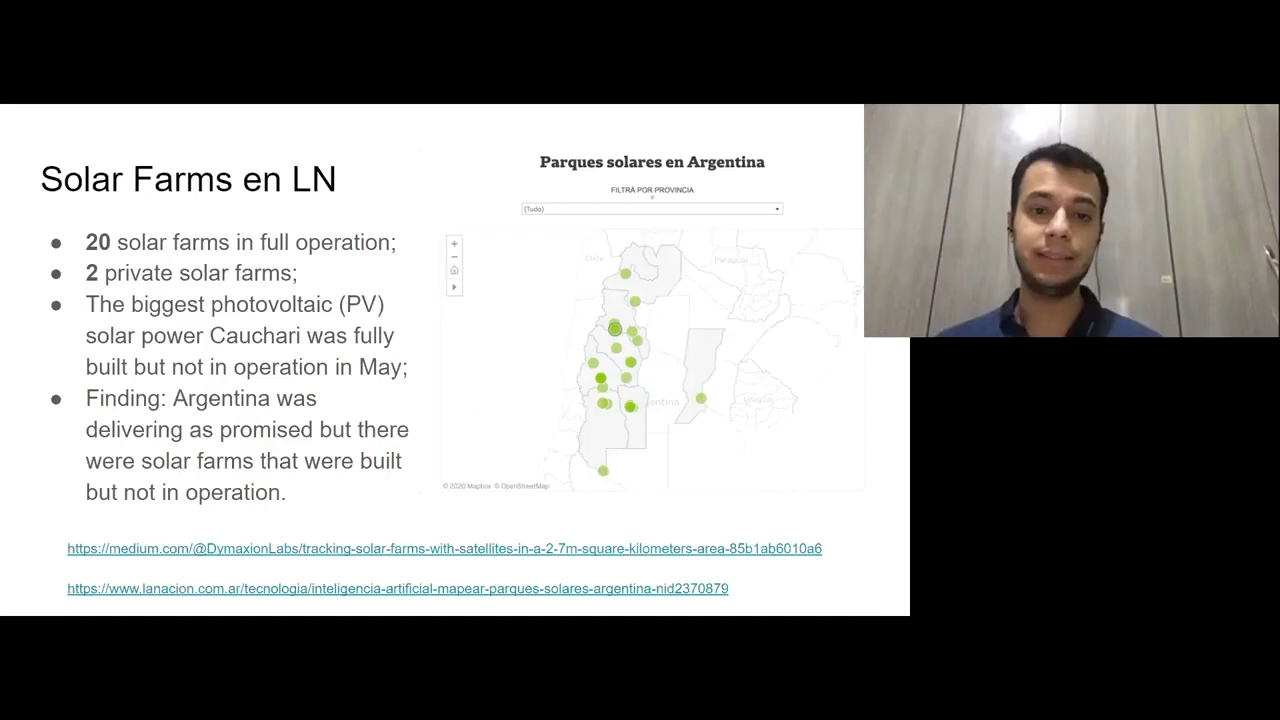 Solar Farms en LN
● 20 solar farms in full operation;
● 2 private solar farms;
● The biggest photovoltaic (PV)
solar power Cauchari was fully
built but not in operation in May;
● Finding: Argentina was
delivering as promised but there
were solar farms that were built
but not in operation.
Parques solares en Argentina
FILTRÁ POR PROVINCIA
(Tudo)
Chile
Paraguai
entina
Uruguai
© 2020 Mapbox © OpenStreetMap
https://medium.com/@DymaxionLabs/tracking-solar-farms-with-satellites-in-a-2-7m-square-kilometers-area-85b1ab6010a6
https://www.lanacion.com.ar/tecnologia/inteligencia-artificial-mapear-parques-solares-argentina-nid2370879